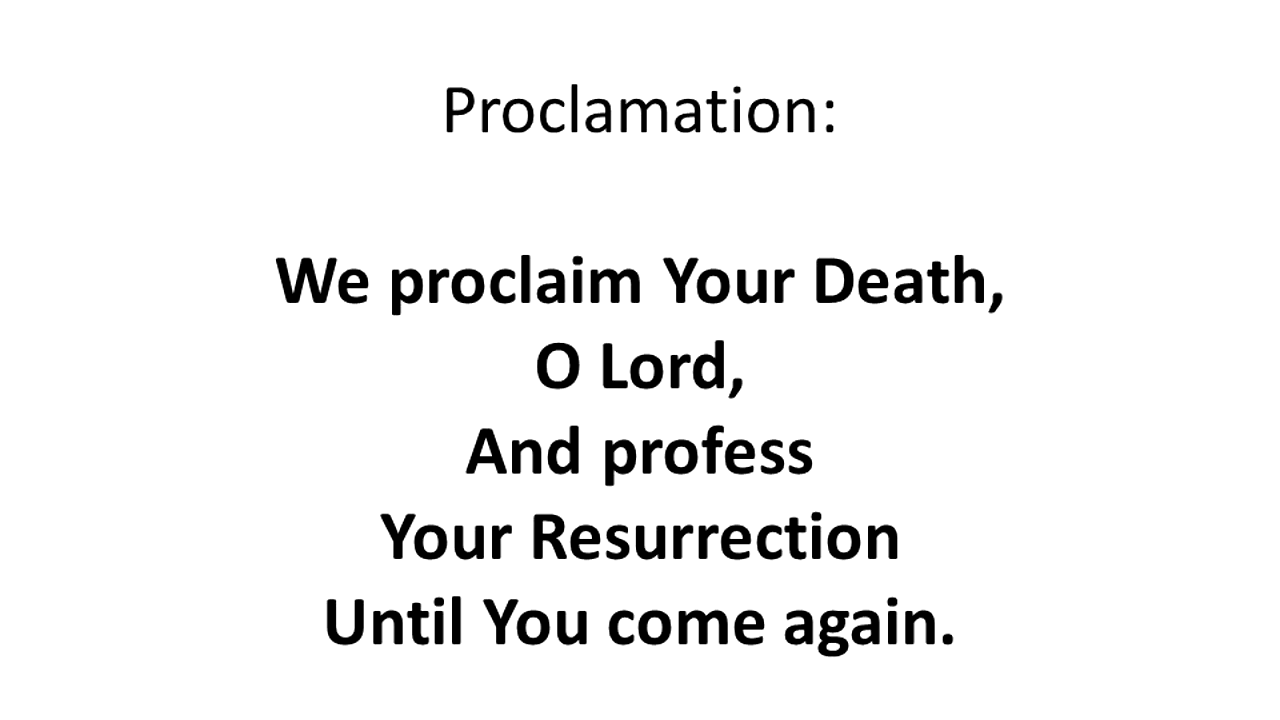 Proclamation:
We proclaim Your Death,
O Lord,
And profess
Your Resurrection
Until You come again.